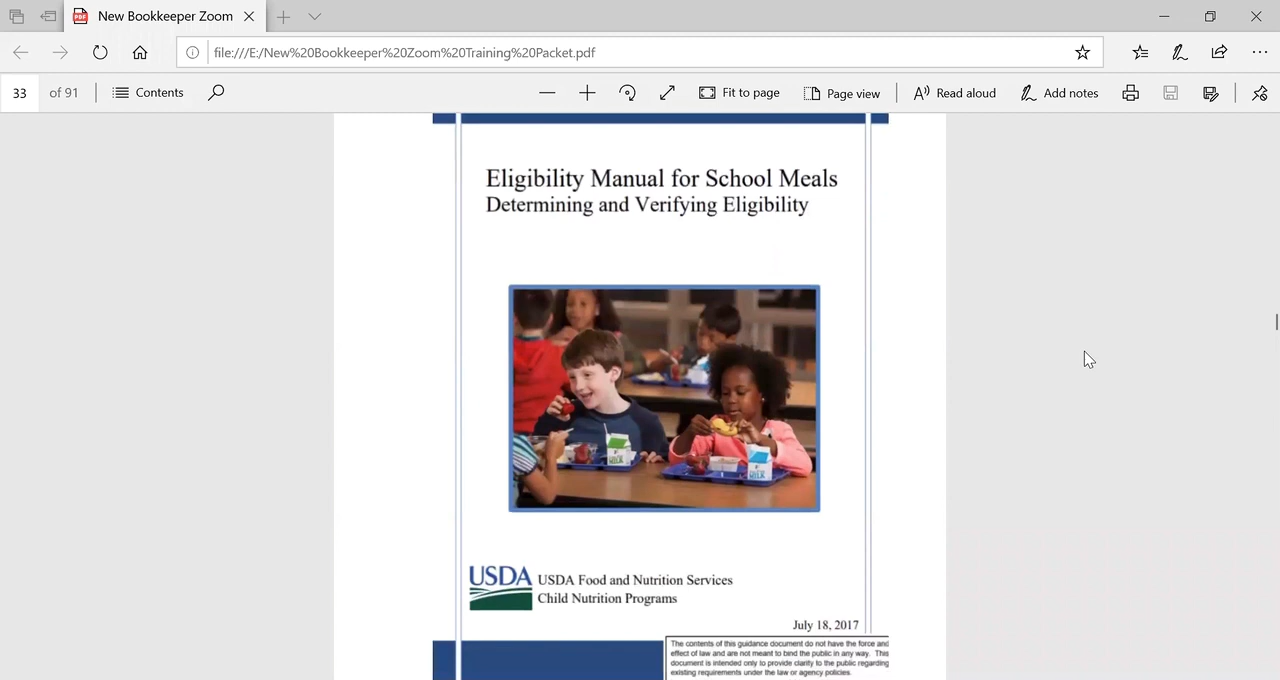 New Bookkeeper Zoom
file:///E:/New%20Bookkeeper%20Zoom%20Training%20Packet.pdf
33 of 91 Contents Fit to page Page view Read aloud Add notes
Eligibility Manual for School Meals
Determining and Verifying Eligibility
MILK
USDA USDA Food and Nutrition Services
Child Nutrition Programs
July 18, 2017
The contents of this guidance document do not have the force and
effect of law and are not meant to bind the public in any way. This
document is intended only to provide clarity to the public regarding
existing requirements under the law or agency policies.